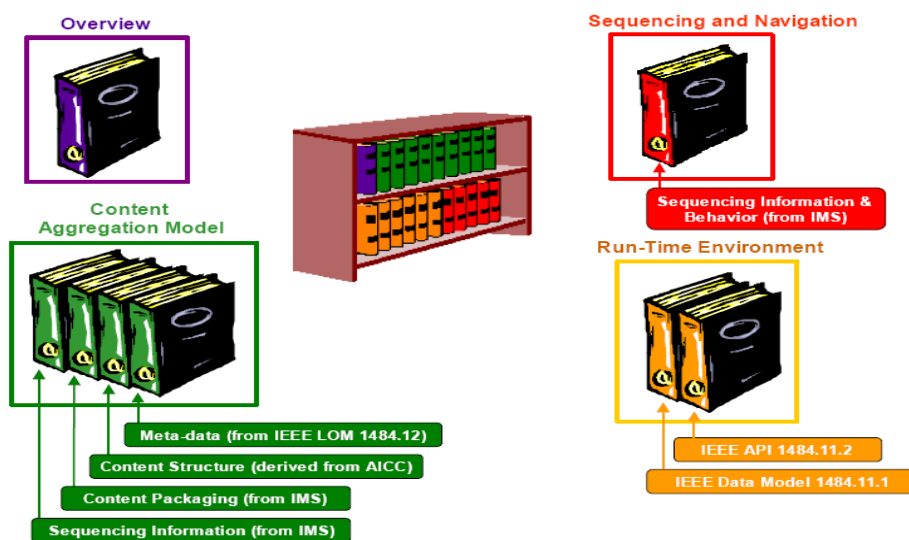 Overview
Sequencing and Navigation
Sequencing Information &
Behavior (from IMS)
Content
Aggregation Model
Meta-data (from IEEE LOM 1484.12)
Content Structure (derived from AICC)
Content Packaging (from IMS)
Sequencing Information (from IMS)
Run-Time Environment
IEEE API 1484.11.2
IEEE Data Model 1484.11.1